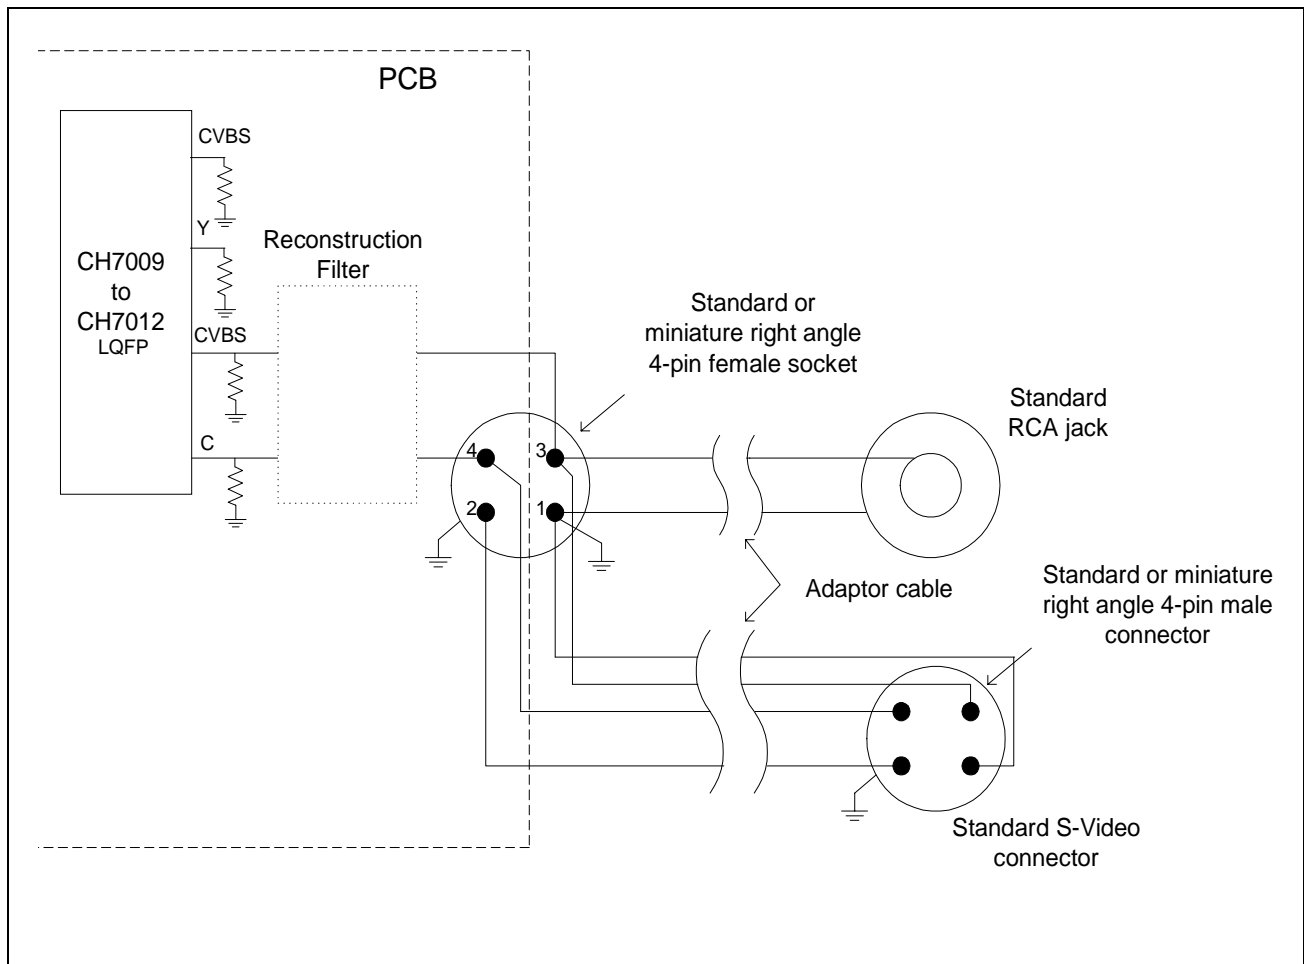 PCB
CVBS
Y
Reconstruction
Filter
CH7009
to
CH7012
LQFP
CVBS
C
Standard or
miniature right angle
4-pin female socket
Standard
RCA jack
4
3
2
1
Adaptor cable
Standard or miniature
right angle 4-pin male
connector
Standard S-Video
connector